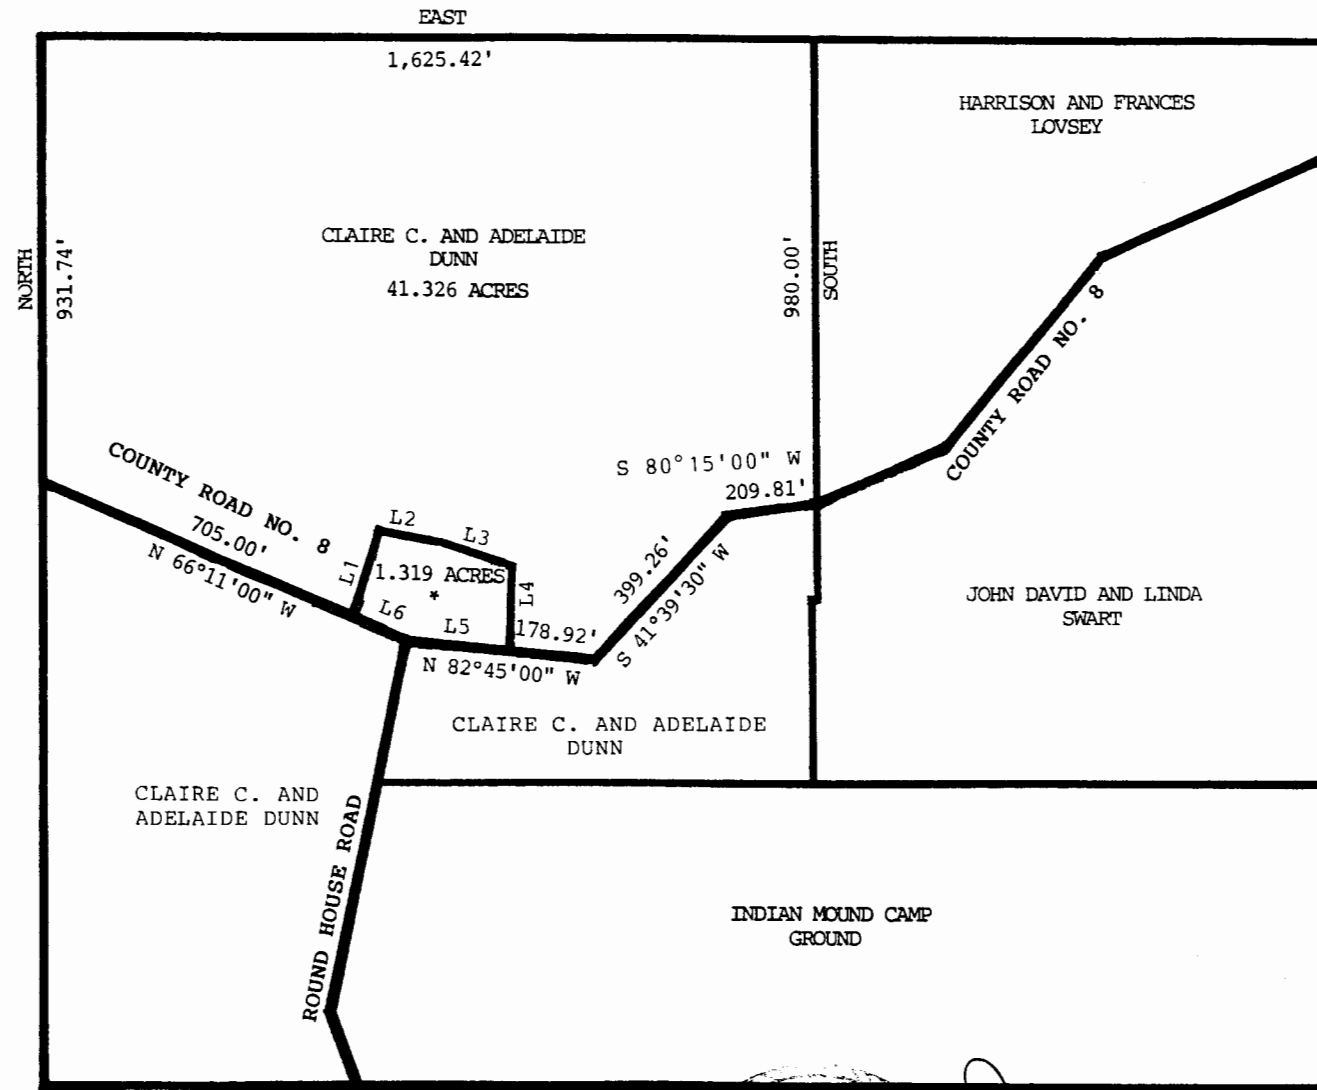 EAST
1,625.42'
HARRISON AND FRANCES
LOVSEY
CLAIRE C. AND ADELAIDE
DUNN
41.326 ACRES
NORTH
931.74'
980.00'
SOUTH
COUNTY ROAD NO. 8
S 80°15'00" W
209.81'
COUNTY ROAD NO. 8
705.00'
N 66°11'00" W
L2
L3
L1
1.319 ACRES
*
L4
L6
L5
178.92'
399.26'
S 41°39'30" W
N 82°45'00" W
JOHN DAVID AND LINDA
SWART
CLAIRE C. AND ADELAIDE
DUNN
CLAIRE C. AND
ADELAIDE DUNN
ROUND HOUSE ROAD
INDIAN MOUND CAMP
GROUND